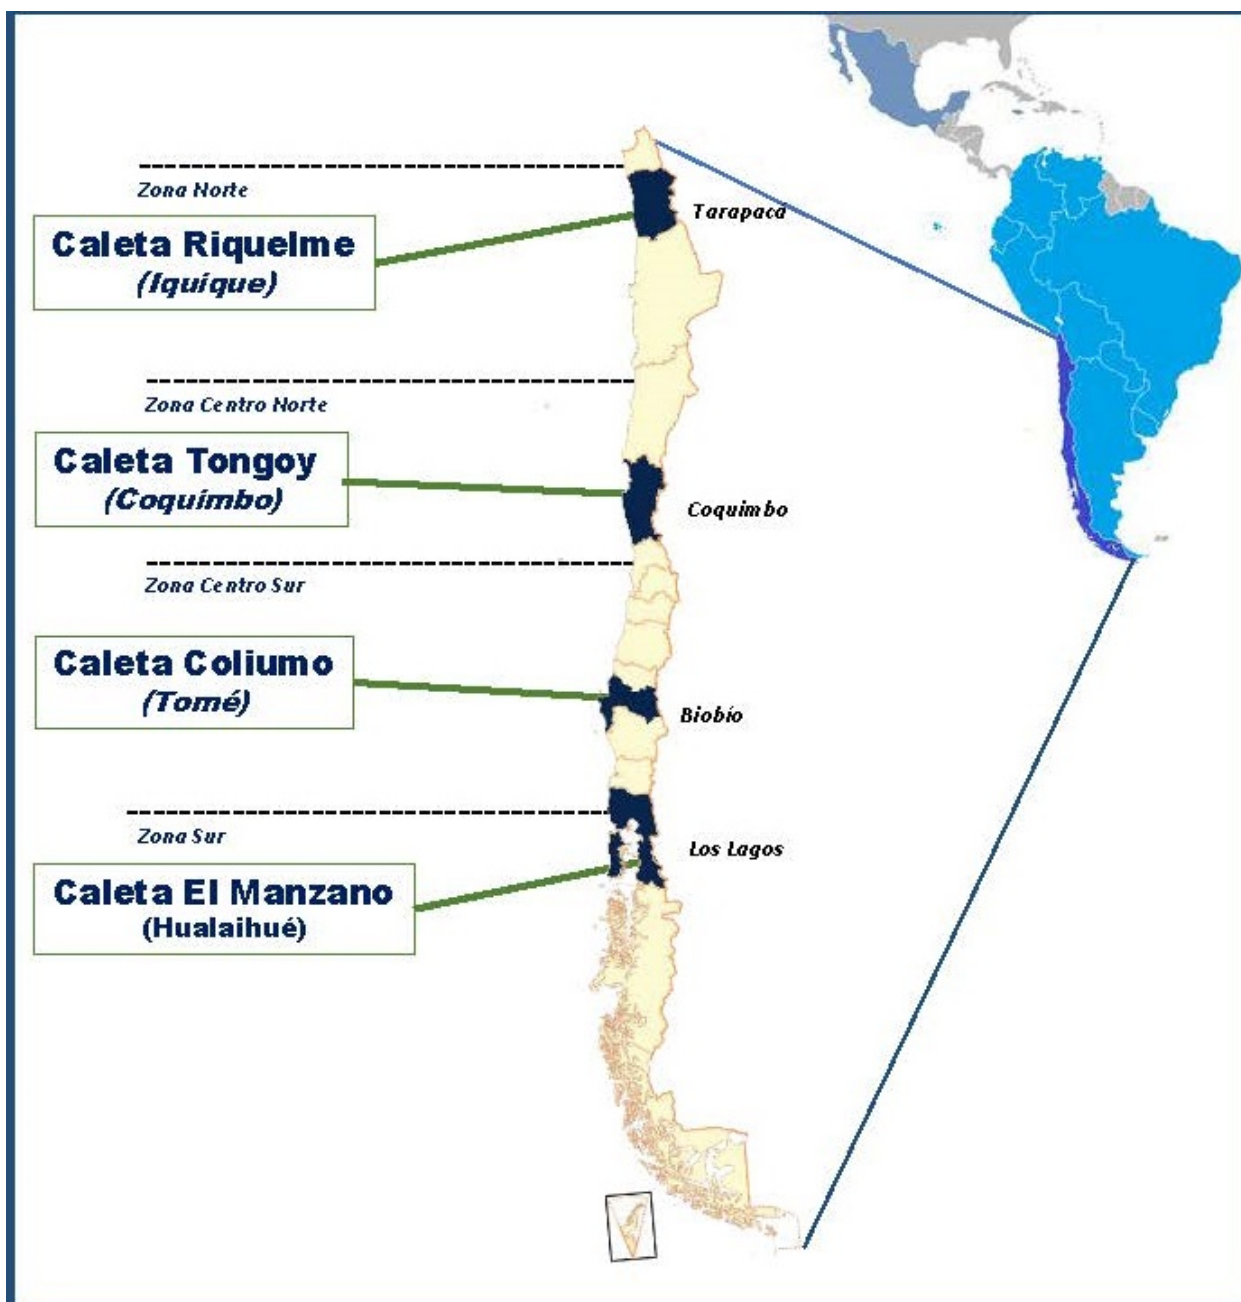 Zona Norte
Caleta Riquelme
(Iquique)
Tarapacá
Zona Centro Norte
Caleta Tongoy
(Coquimbo)
Coquimbo
Zona Centro Sur
Caleta Coliumo
(Tomé)
Biobío
Zona Sur
Los Lagos
Caleta El Manzano
(Hualaihué)